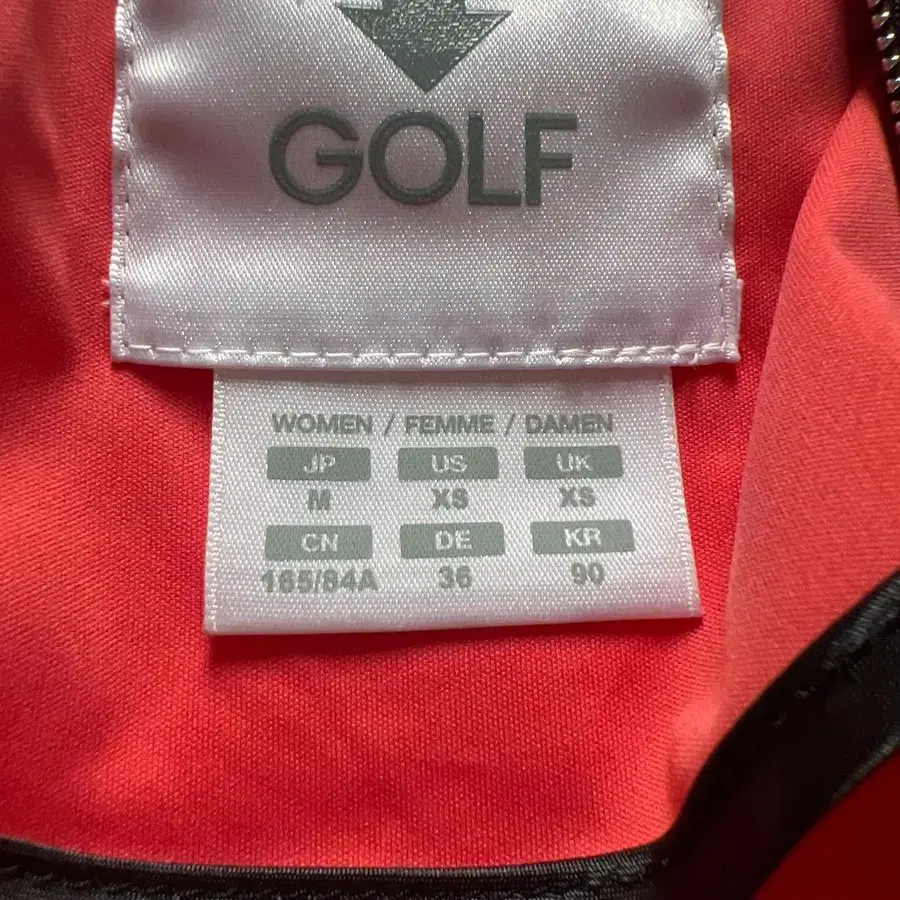 GOLF
WOMEN / FEMME / DAMEN
JP US UK
M XS XS
CN DE KR
165/84A 36 90